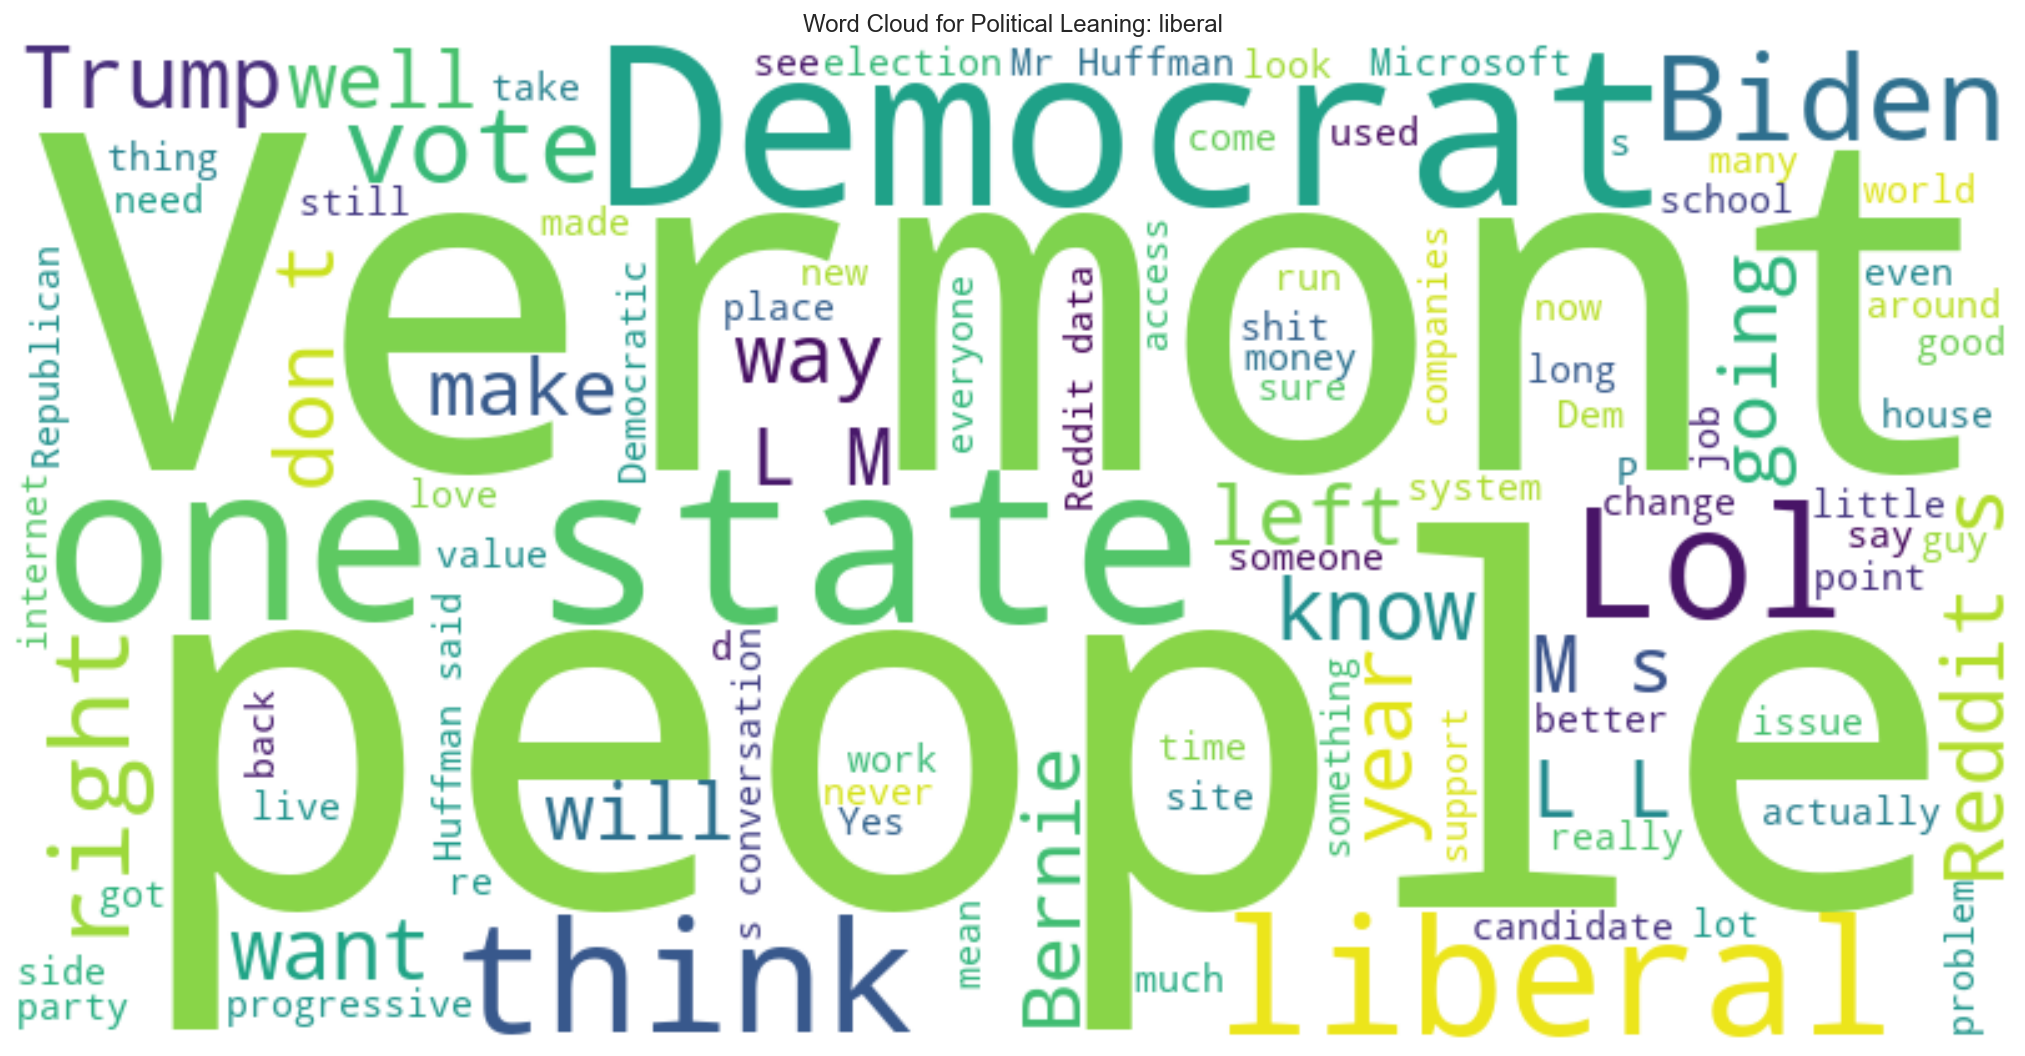 Word Cloud for Political Leaning: liberal
Trump
well
take
Democrat
see
election
Mr Huffman
look
Microsoft
Biden
vote
come
used
s
thing
need
still
made
many
school
world
Vermont
Republican
don t
Democratic
new
place
everyone
Reddit data
access
run
shit
money
sure
companies
now
long
Dem
going
even
around
good
house
make
way
L M
job
P
internet
love
one
value
state
left
system
someone
change
little
Lol
say
guy
point
know
right
people
Huffman said
d
s conversation
back
live
work
never
Yes
time
site
something
year
support
M s
better
L L
really
issue
actually
Reddit s
will
re
got
Bernie
want
think
mean
much
liberal
candidate
lot
problem
side
party
progressive